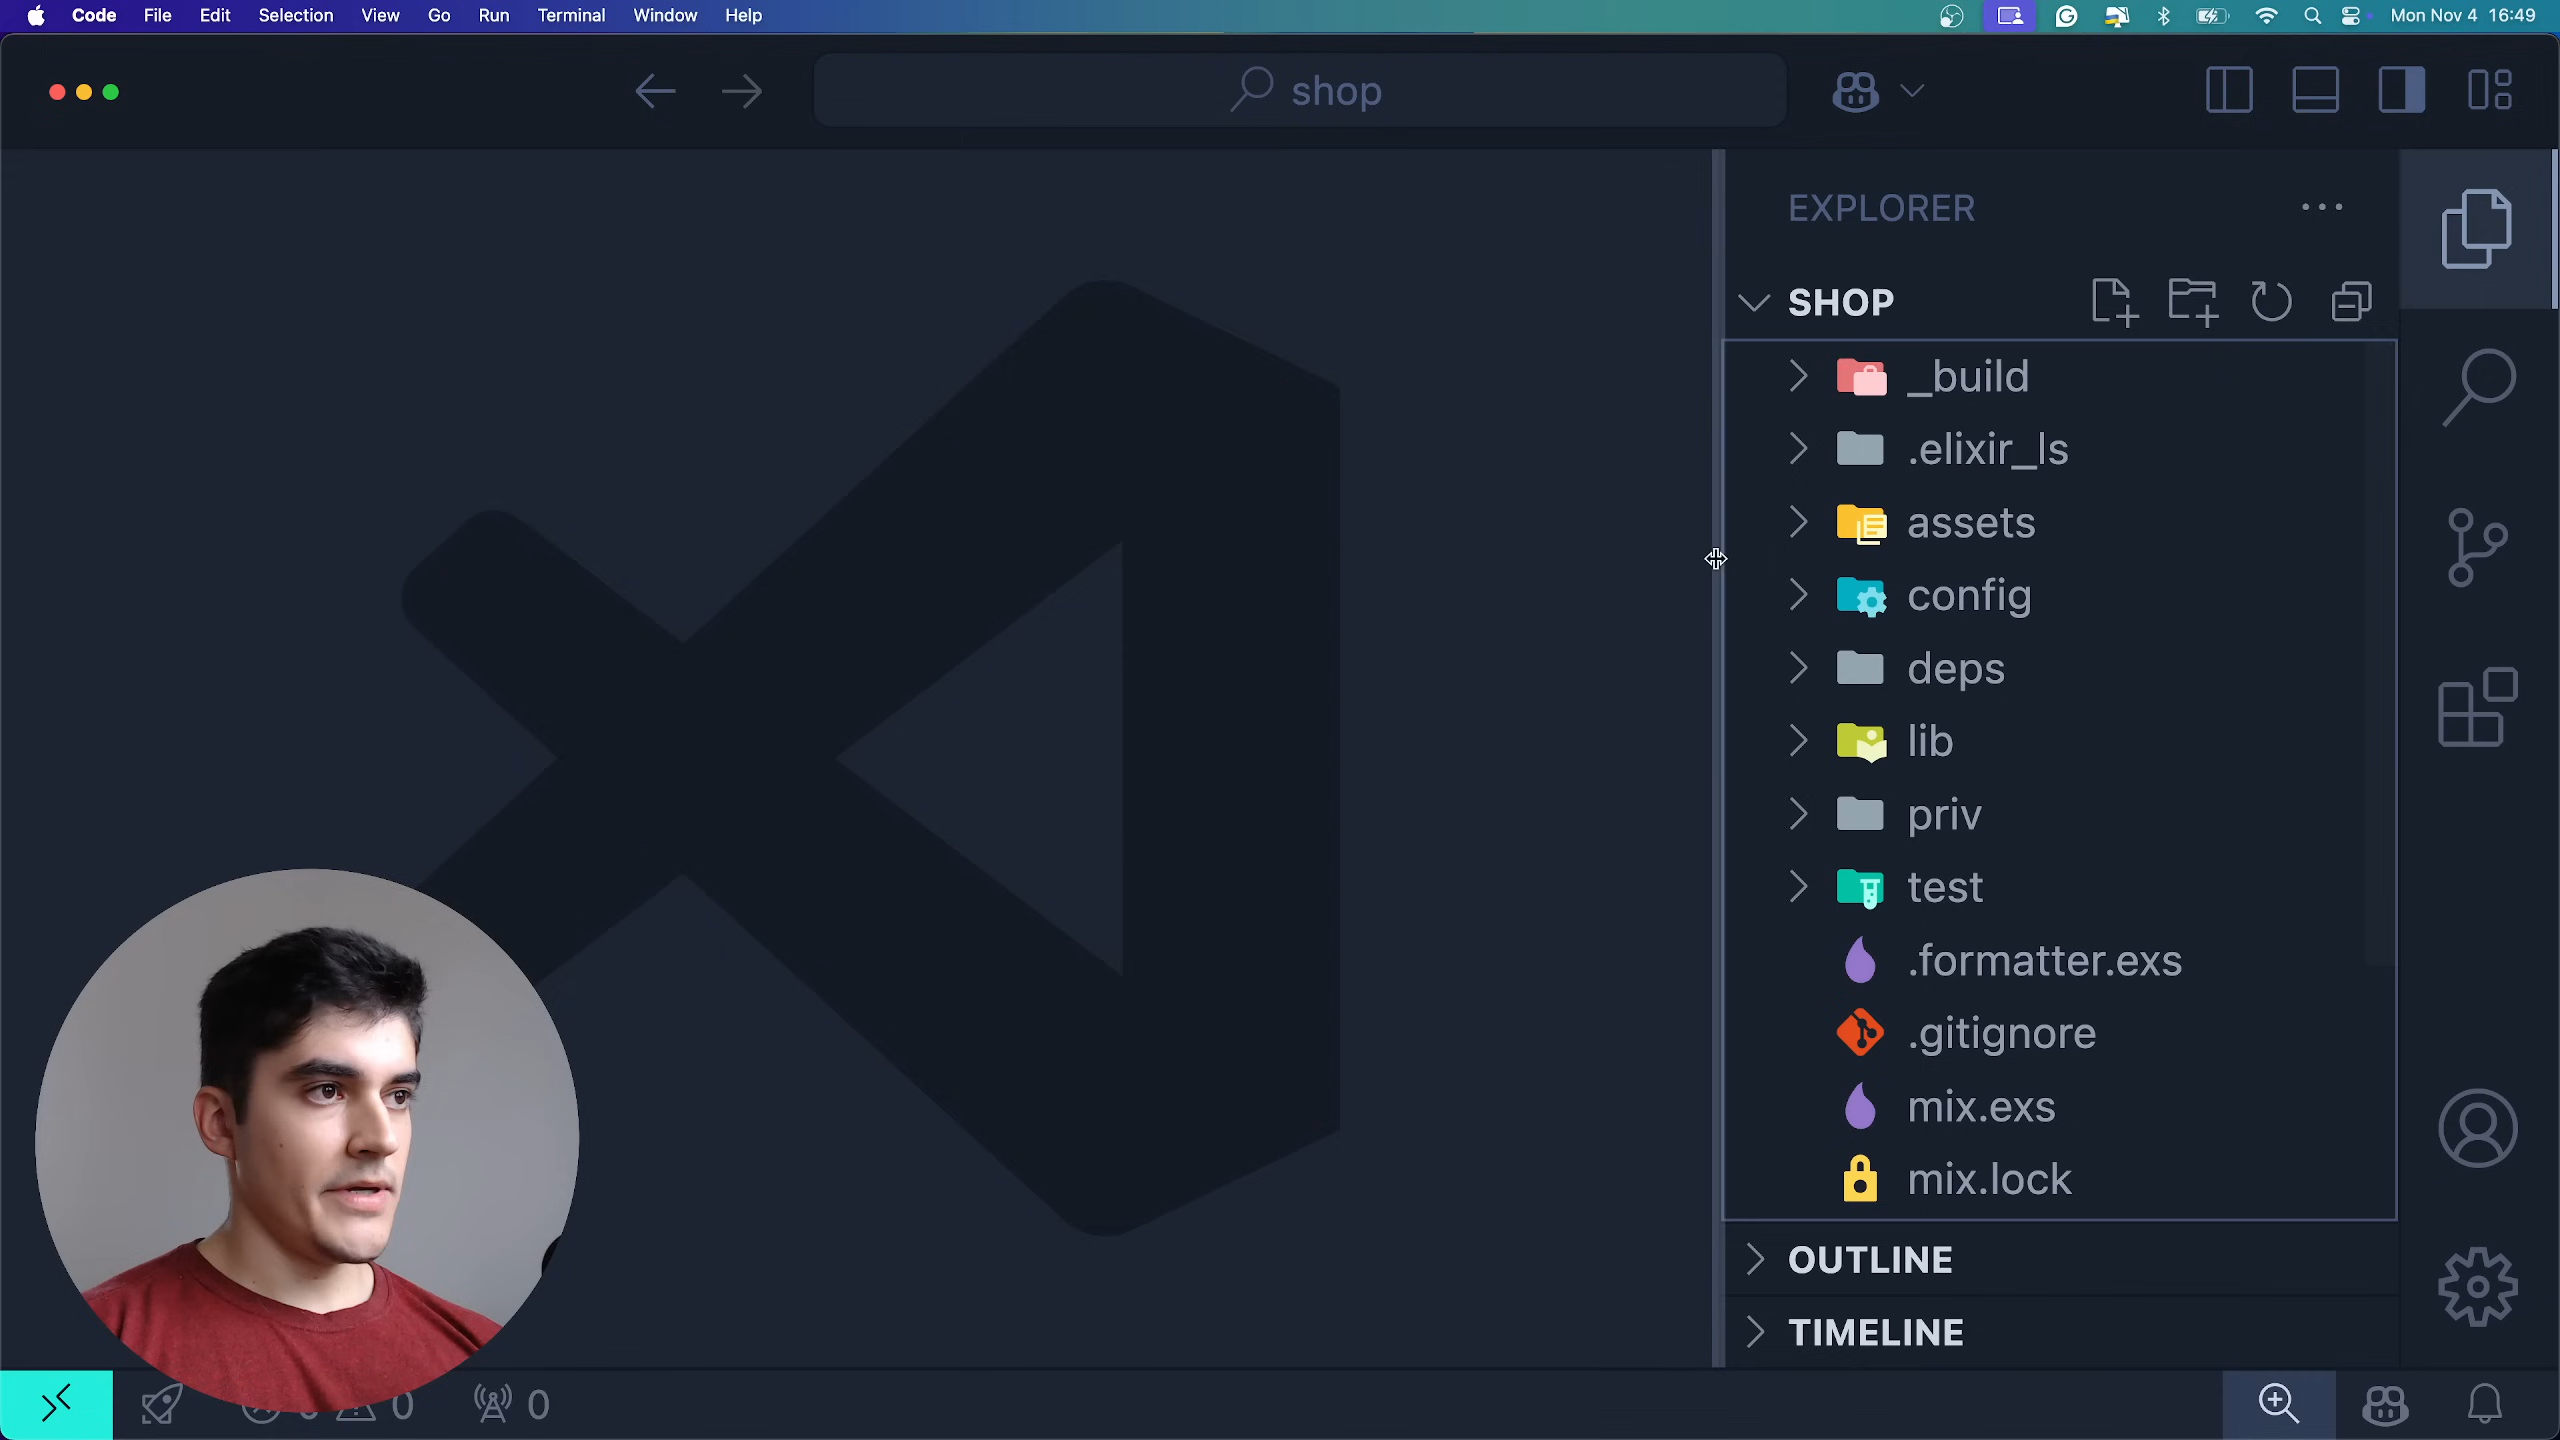 Code File Edit Selection View Go Run Terminal Window Help Mon Nov 4 16:49
shop
EXPLORER
SHOP
_build
.elixir_ls
assets
config
deps
lib
priv
test
.formatter.exs
.gitignore
mix.exs
mix.lock
OUTLINE
TIMELINE
0 0